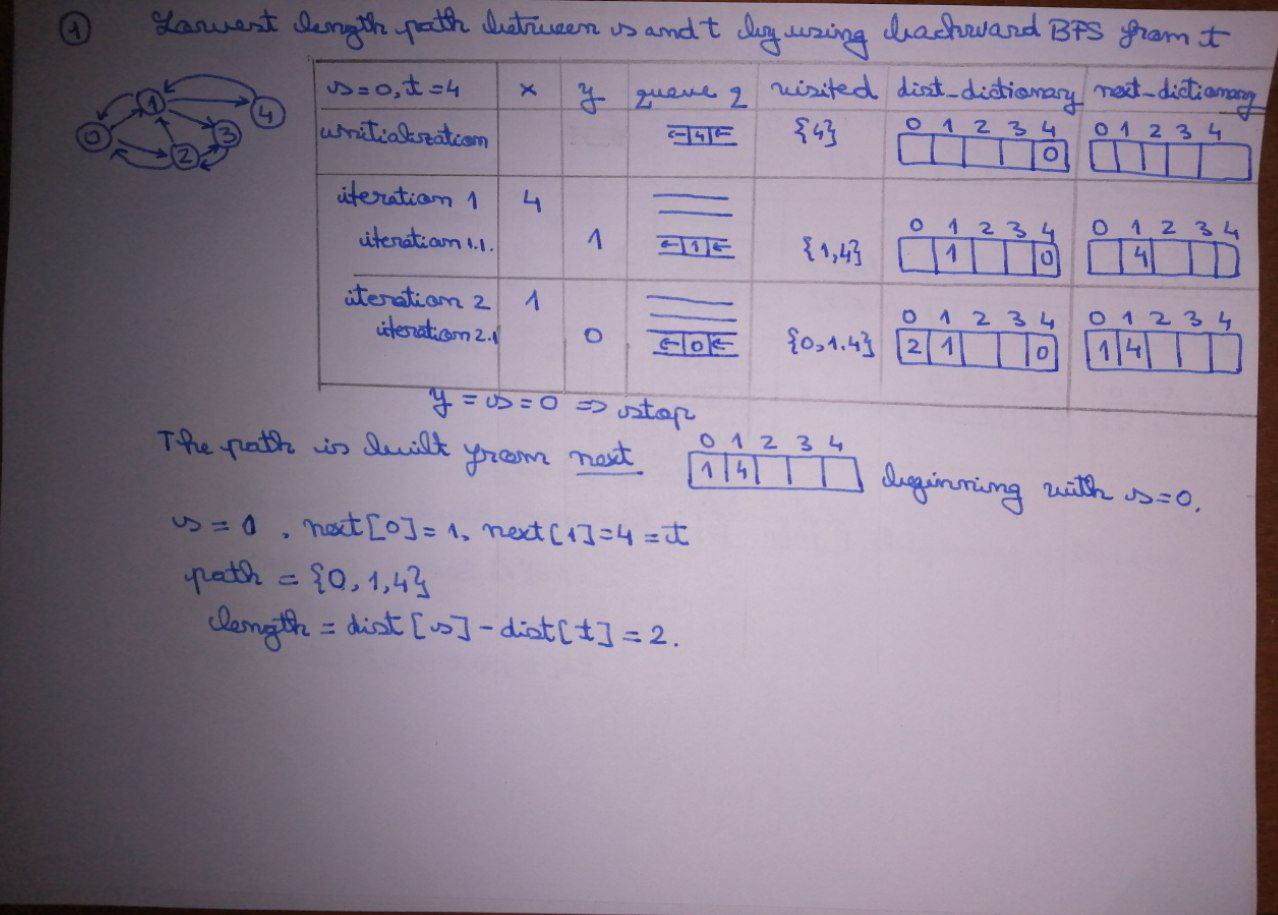 1 Lowest length path between s and t by using backward BFS from t
0 1 2 3 4
s=0, t=4 x y queue q visited dist_dictionary next_dictionary
initialization ←4← {4} 0 1 2 3 4 0 0 1 2 3 4
iteration 1 4
iteration 1.1. 1 ←1← {1,4} 0 1 2 3 4 1 0 0 1 2 3 4 4
iteration 2 1
iteration 2.1 0 ←0← {0,1.4} 0 1 2 3 4 2 1 0 0 1 2 3 4 1 4
y = s = 0 => stop
The path is built from next 0 1 2 3 4 1 4 beginning with s=0.
s = 0, next[0]=1, next[1]=4=t
path = {0,1,4}
length = dist[s]-dist[t]=2.